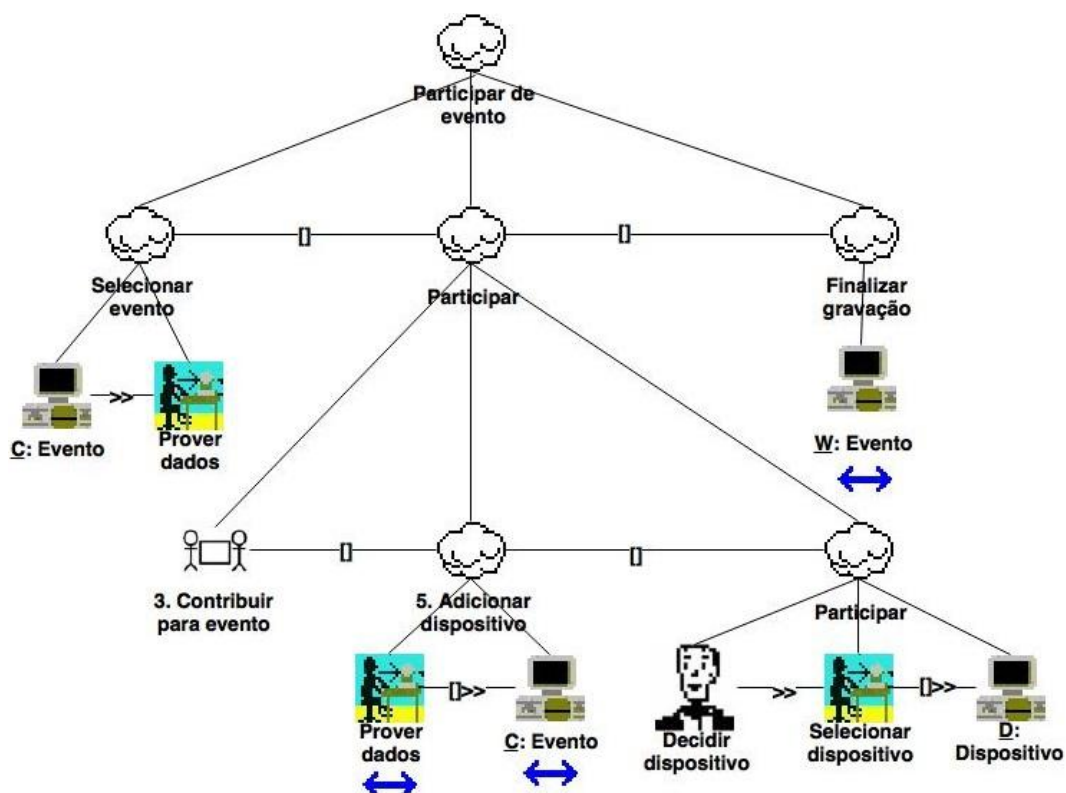 Participar de
evento
[]
[]
Selecionar
evento
Participar
Finalizar
gravação
>>
C: Evento
Prover
dados
W: Evento
[]
[]
3. Contribuir
para evento
5. Adicionar
dispositivo
Participar
[]>>
>>
[]>>
Prover
dados
C: Evento
Decidir
dispositivo
Selecionar
dispositivo
D:
Dispositivo